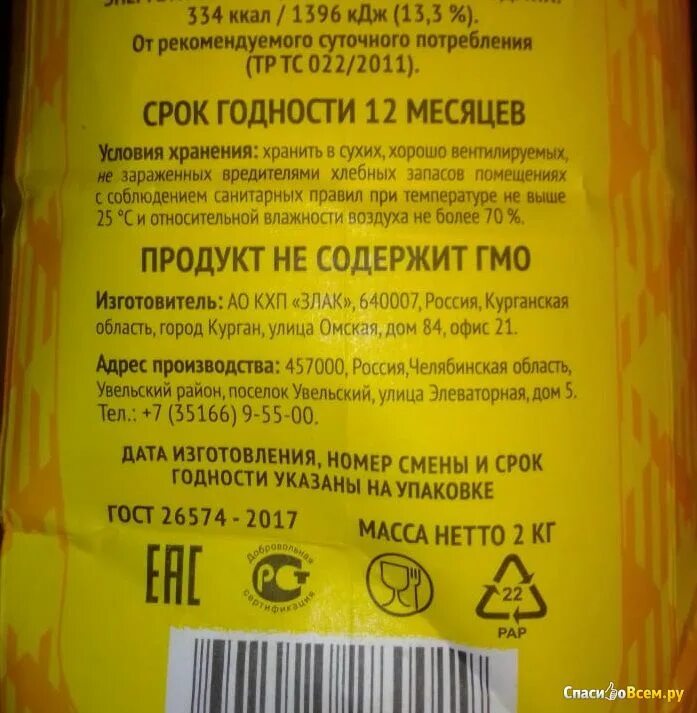 334 ккал / 1396 кДж (13,3 %).
От рекомендуемого суточного потребления
(ТР ТС 022/2011).
СРОК ГОДНОСТИ 12 МЕСЯЦЕВ
Условия хранения: хранить в сухих, хорошо вентилируемых,
не зараженных вредителями хлебных запасов помещениях
с соблюдением санитарных правил при температуре не выше
25 °С и относительной влажности воздуха не более 70 %.
ПРОДУКТ НЕ СОДЕРЖИТ ГМО
Изготовитель: АО КХП «ЗЛАК», 640007, Россия, Курганская
область, город Курган, улица Омская, дом 84, офис 21.
Адрес производства: 457000, Россия, Челябинская область,
Увельский район, поселок Увельский, улица Элеваторная, дом 5.
Тел.: +7 (35166) 9-55-00.
ДАТА ИЗГОТОВЛЕНИЯ, НОМЕР СМЕНЫ И СРОК
ГОДНОСТИ УКАЗАНЫ НА УПАКОВКЕ
ГОСТ 26574 - 2017
МАССА НЕТТО 2 КГ
ЕАС
Добровольная
РСТ
сертификация
22
PAP
СпасибоВсем.ру